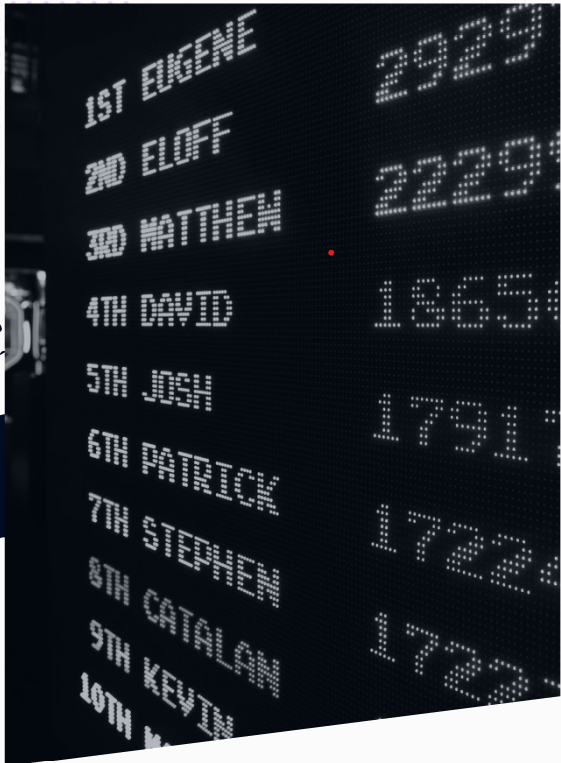 1ST EUGENE
2ND ELOFF 2929
3RD MATTHEW 2229
4TH DAVID 1865
5TH JOSH 1791
6TH PATRICK 1722
7TH STEPHEN 1722
8TH CATALAN
9TH KEVIN
10TH